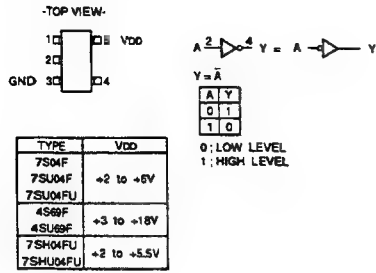 -TOP VIEW-
1 5 VDD
2
GND 3 4
A 2 4 Y = A Y
Y = A̅
A Y
0 1
1 0
0 ; LOW LEVEL
1 ; HIGH LEVEL
TYPE VDD
7S04F
7SU04F +2 to +6V
7SU04FU
4S69F +3 to +18V
4SU69F
7SH04FU +2 to +5.5V
7SHU04FU